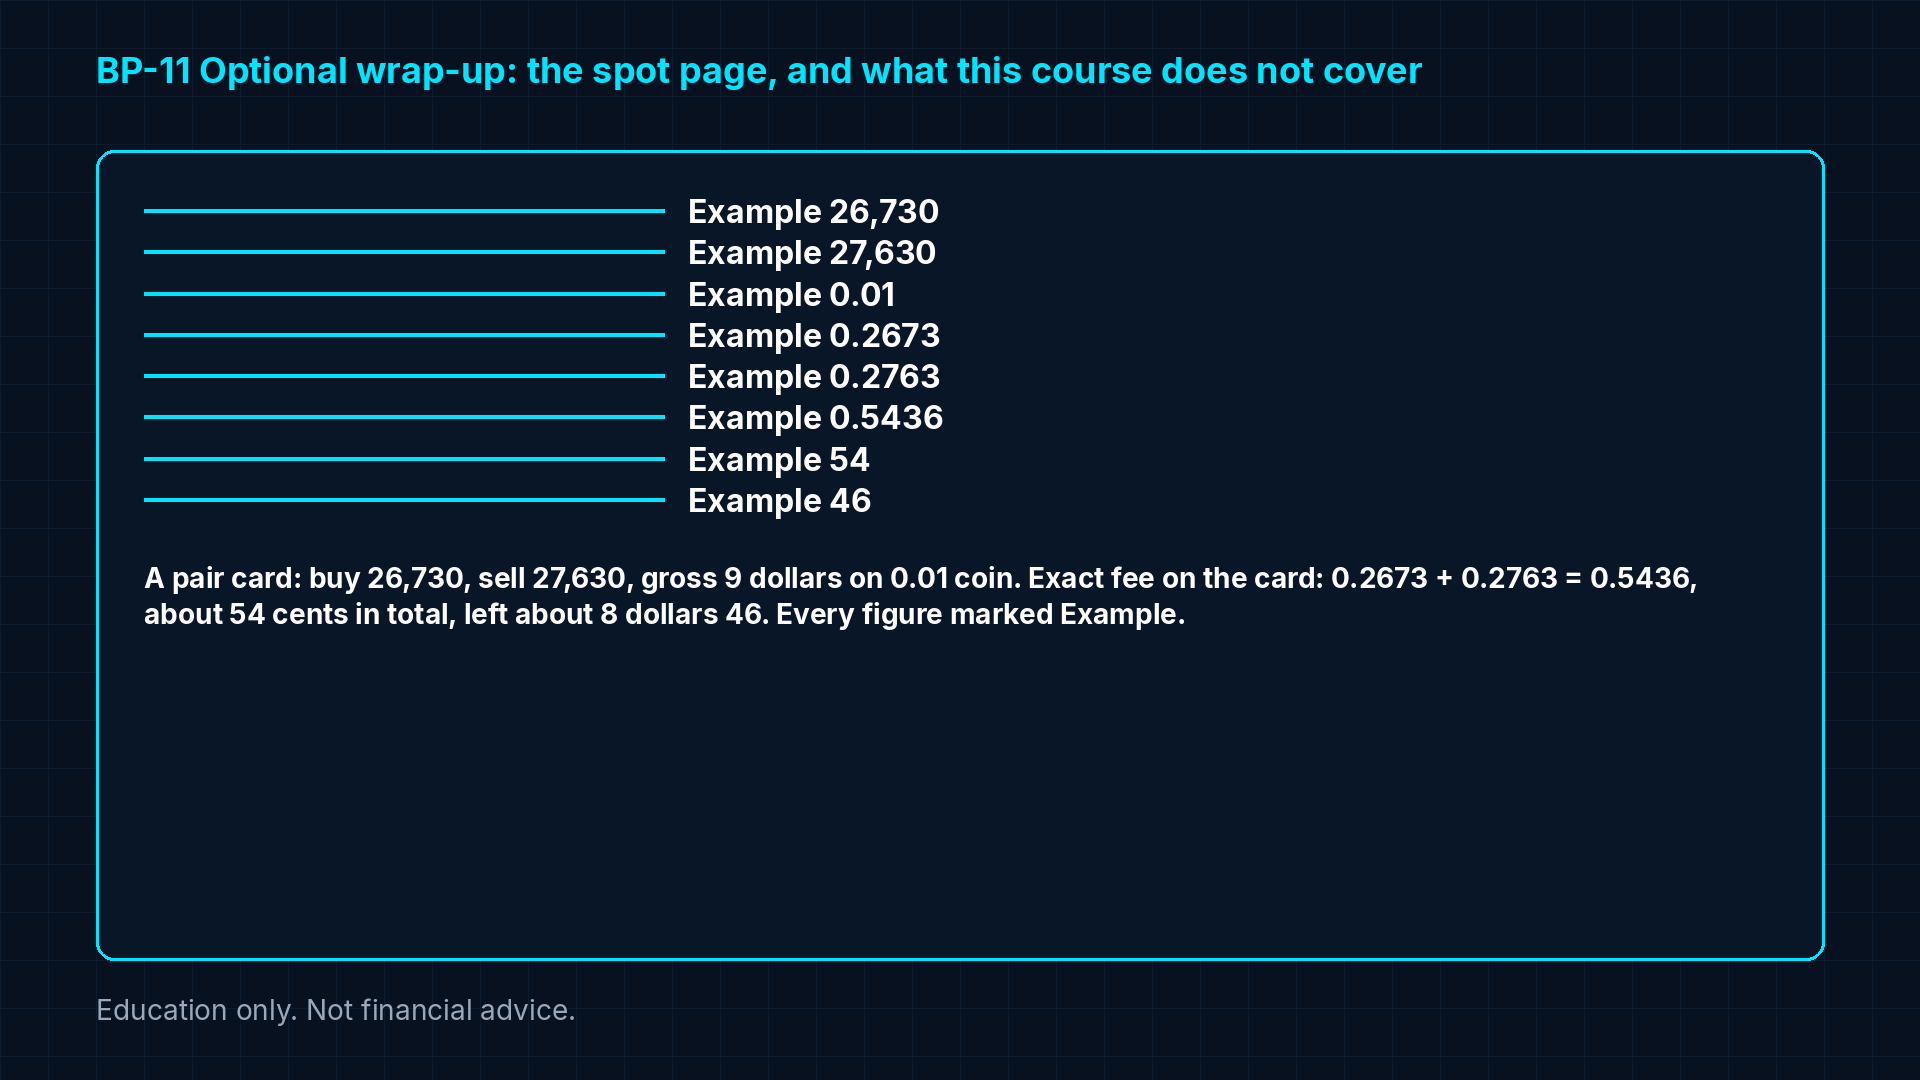 BP-11 Optional wrap-up: the spot page, and what this course does not cover
Example 26,730
Example 27,630
Example 0.01
Example 0.2673
Example 0.2763
Example 0.5436
Example 54
Example 46
A pair card: buy 26,730, sell 27,630, gross 9 dollars on 0.01 coin. Exact fee on the card: 0.2673 + 0.2763 = 0.5436,
about 54 cents in total, left about 8 dollars 46. Every figure marked Example.
Education only. Not financial advice.